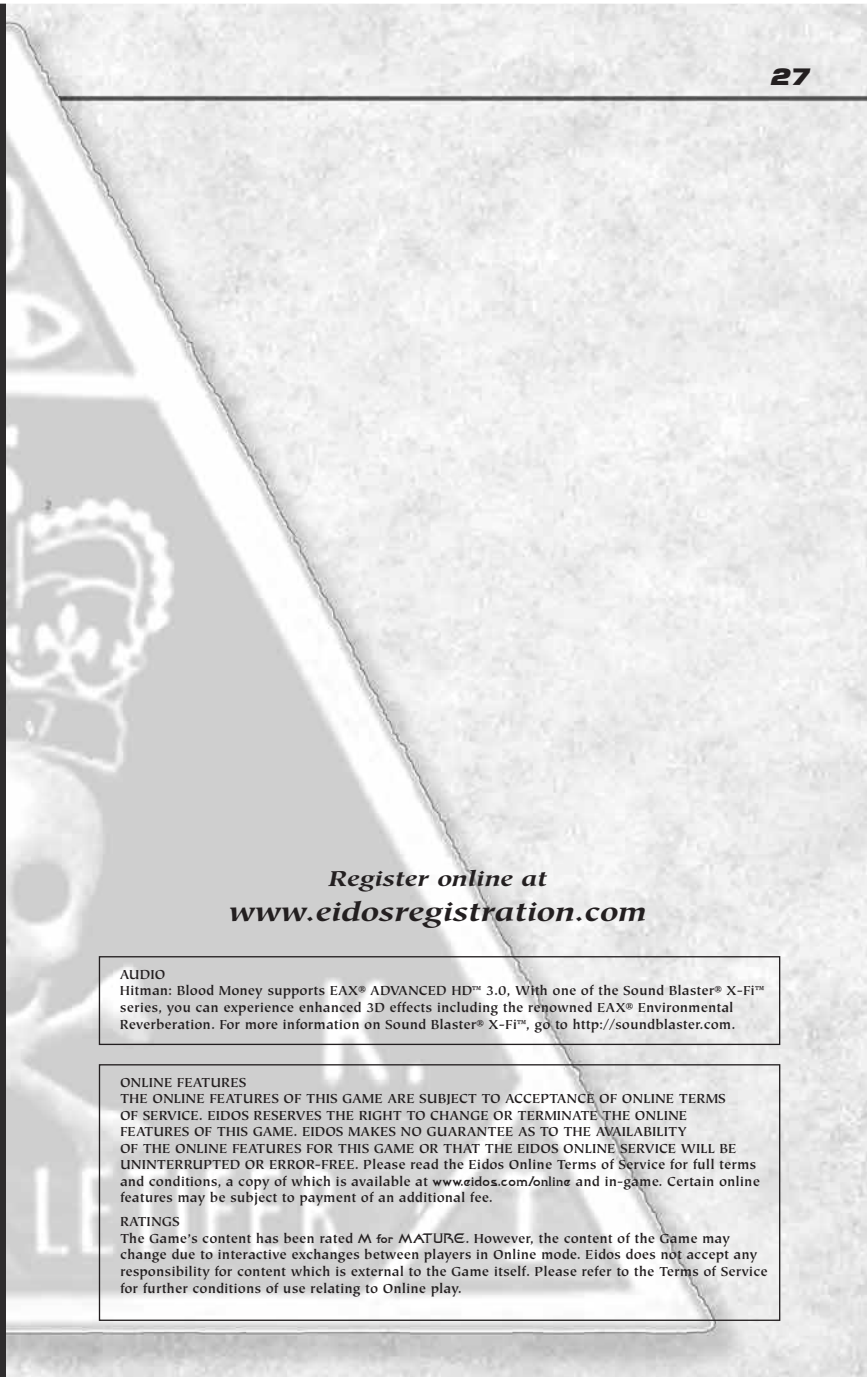 27
Register online at
www.eidosregistration.com
AUDIO
Hitman: Blood Money supports EAX® ADVANCED HD™ 3.0, With one of the Sound Blaster® X-Fi™
series, you can experience enhanced 3D effects including the renowned EAX® Environmental
Reverberation. For more information on Sound Blaster® X-Fi™, go to http://soundblaster.com.
K.
ONLINE FEATURES
THE ONLINE FEATURES OF THIS GAME ARE SUBJECT TO ACCEPTANCE OF ONLINE TERMS
OF SERVICE. EIDOS RESERVES THE RIGHT TO CHANGE OR TERMINATE THE ONLINE
FEATURES OF THIS GAME. EIDOS MAKES NO GUARANTEE AS TO THE AVAILABILITY
OF THE ONLINE FEATURES FOR THIS GAME OR THAT THE EIDOS ONLINE SERVICE WILL BE
UNINTERRUPTED OR ERROR-FREE. Please read the Eidos Online Terms of Service for full terms
and conditions, a copy of which is available at www.eidos.com/online and in-game. Certain online
features may be subject to payment of an additional fee.
RATINGS
The Game's content has been rated M for MATURE. However, the content of the Game may
change due to interactive exchanges between players in Online mode. Eidos does not accept any
responsibility for content which is external to the Game itself. Please refer to the Terms of Service
for further conditions of use relating to Online play.